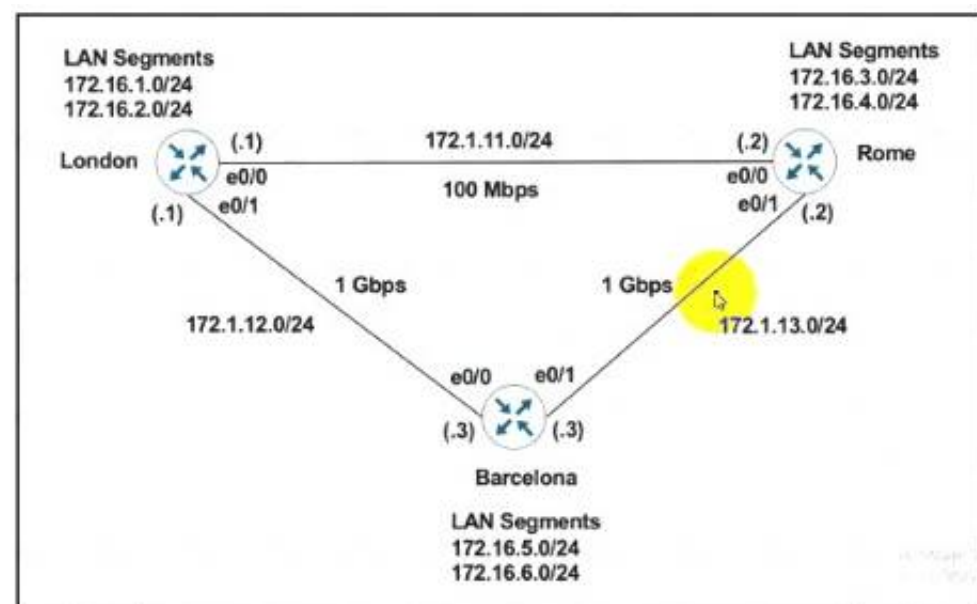 LAN Segments
172.16.1.0/24
172.16.2.0/24
LAN Segments
172.16.3.0/24
172.16.4.0/24
London
(.1)
172.1.11.0/24
(.2)
Rome
e0/0
100 Mbps
e0/0
(.1)
e0/1
e0/1
(.2)
1 Gbps
1 Gbps
172.1.12.0/24
172.1.13.0/24
e0/0
e0/1
(.3)
(.3)
Barcelona
LAN Segments
172.16.5.0/24
172.16.6.0/24